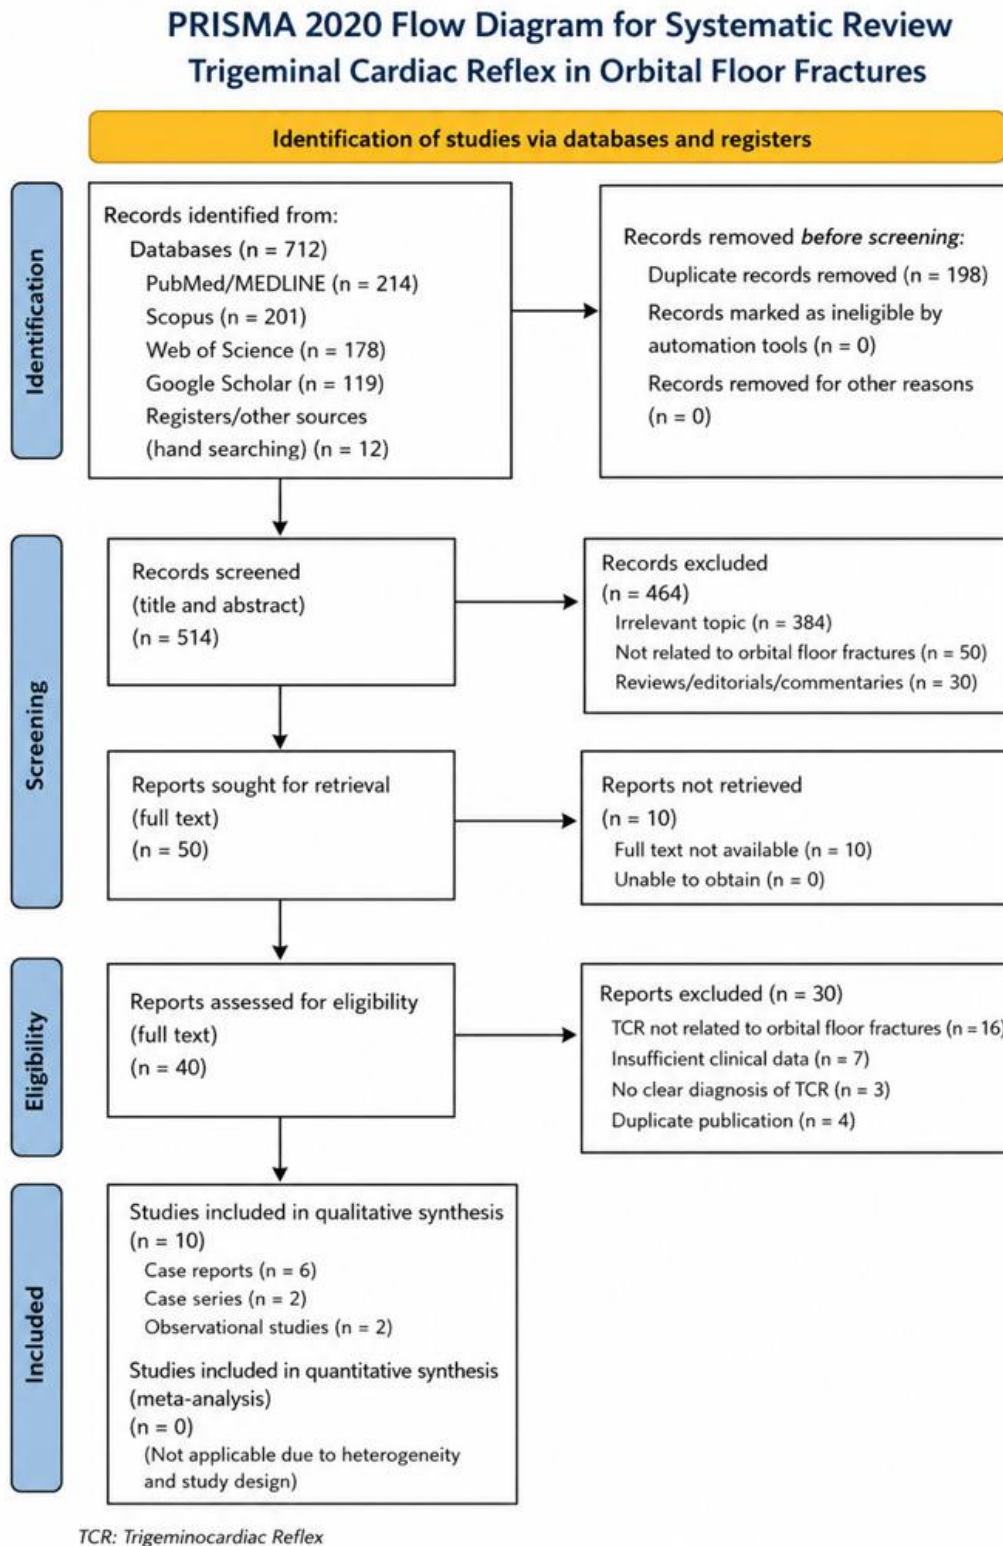 PRISMA 2020 Flow Diagram for Systematic Review
Trigeminal Cardiac Reflex in Orbital Floor Fractures
Identification of studies via databases and registers
Identification
Records identified from:
Databases (n = 712)
PubMed/MEDLINE (n = 214)
Scopus (n = 201)
Web of Science (n = 178)
Google Scholar (n = 119)
Registers/other sources
(hand searching) (n = 12)
Records removed before screening:
Duplicate records removed (n = 198)
Records marked as ineligible by
automation tools (n = 0)
Records removed for other reasons
(n = 0)
Screening
Records screened
(title and abstract)
(n = 514)
Records excluded
(n = 464)
Irrelevant topic (n = 384)
Not related to orbital floor fractures (n = 50)
Reviews/editorials/commentaries (n = 30)
Reports sought for retrieval
(full text)
(n = 50)
Reports not retrieved
(n = 10)
Full text not available (n = 10)
Unable to obtain (n = 0)
Eligibility
Reports assessed for eligibility
(full text)
(n = 40)
Reports excluded (n = 30)
TCR not related to orbital floor fractures (n = 16)
Insufficient clinical data (n = 7)
No clear diagnosis of TCR (n = 3)
Duplicate publication (n = 4)
Included
Studies included in qualitative synthesis
(n = 10)
Case reports (n = 6)
Case series (n = 2)
Observational studies (n = 2)
Studies included in quantitative synthesis
(meta-analysis)
(n = 0)
(Not applicable due to heterogeneity
and study design)
TCR: Trigeminocardiac Reflex